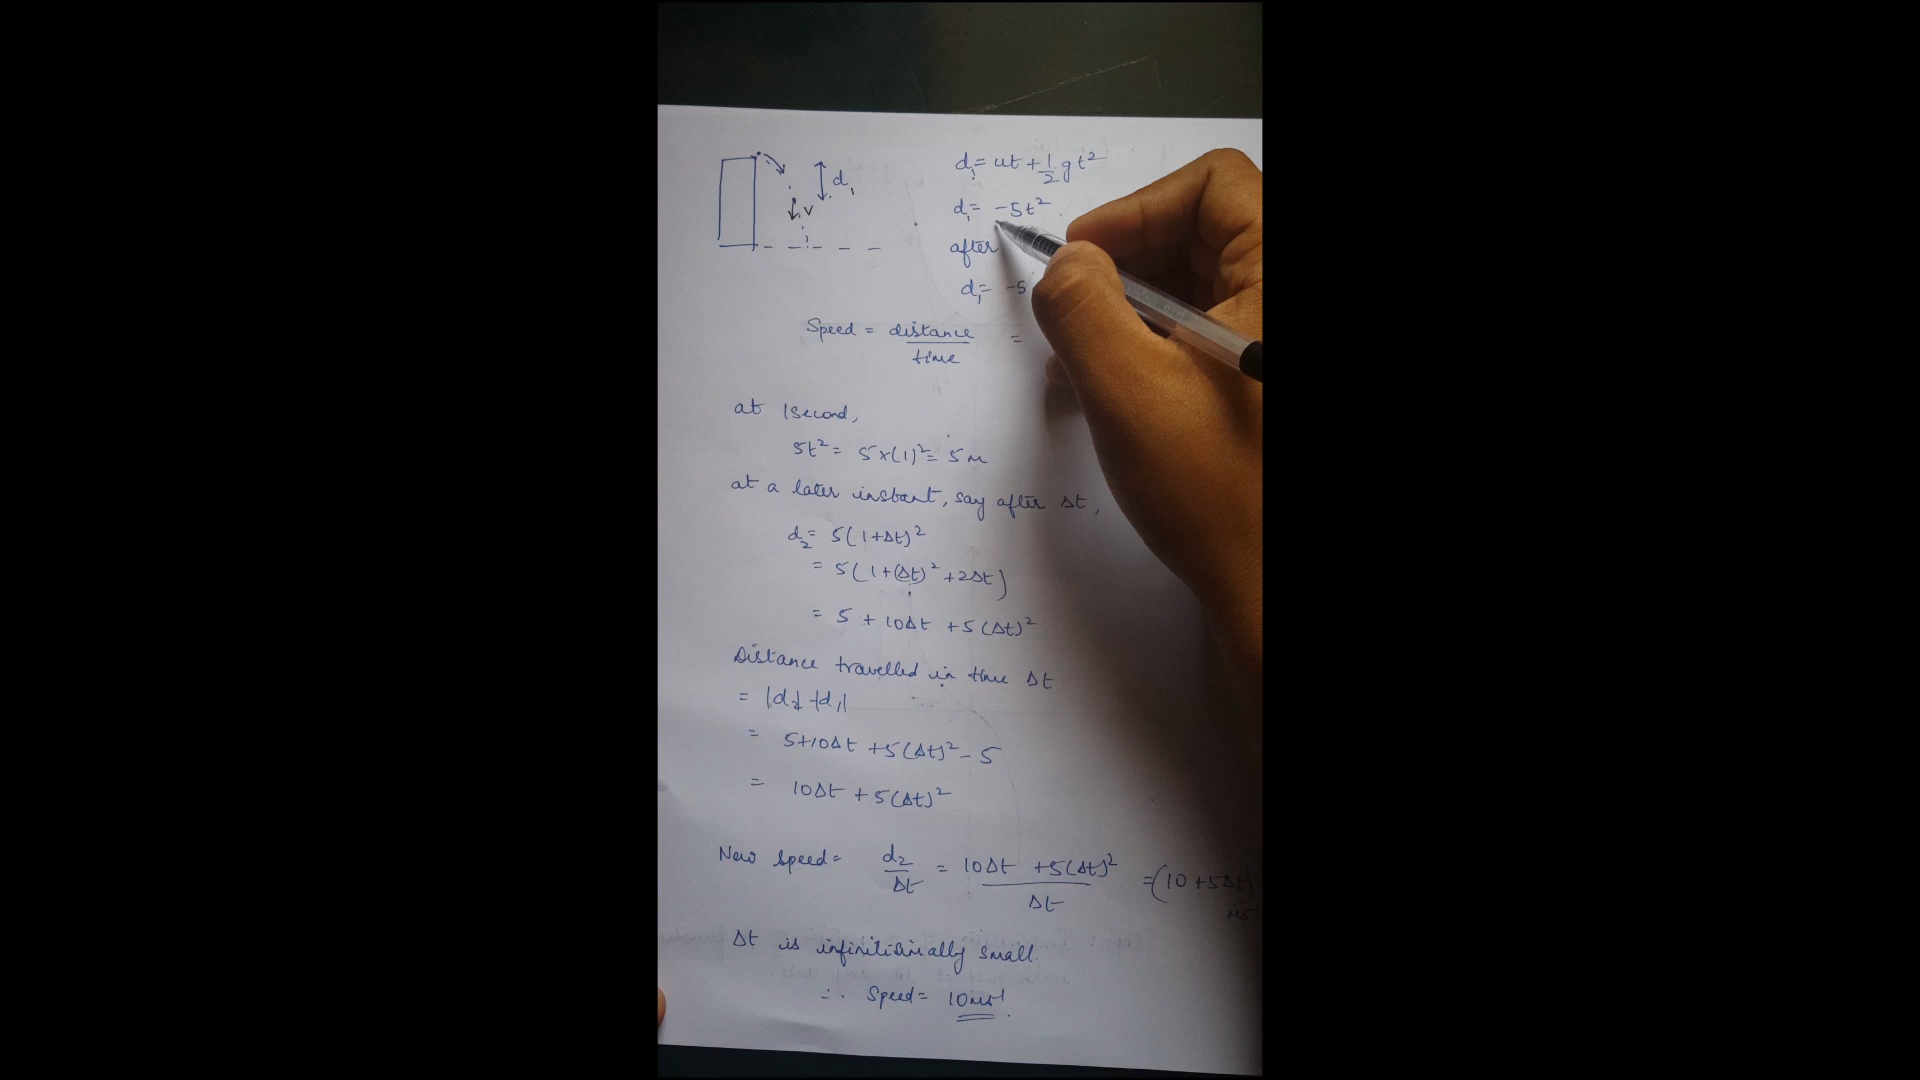 d₁
v
d₁ = ut + 1/2 gt²
d₁ = -5t²
after
d₁ = -5
Speed = distance/time =
at 1 second,
5t² = 5×(1)² = 5m
at a later instant, say after Δt,
d₂ = 5(1+Δt)²
= 5(1+(Δt)²+2Δt)
= 5 + 10Δt + 5(Δt)²
Distance travelled in time Δt
= |d₂| - |d₁|
= 5+10Δt +5(Δt)² - 5
= 10Δt + 5(Δt)²
New speed = d₂/Δt = 10Δt +5(Δt)²/Δt = (10+5Δt) ms⁻¹
Δt is infinitisimally small.
∴ Speed = 10ms⁻¹.